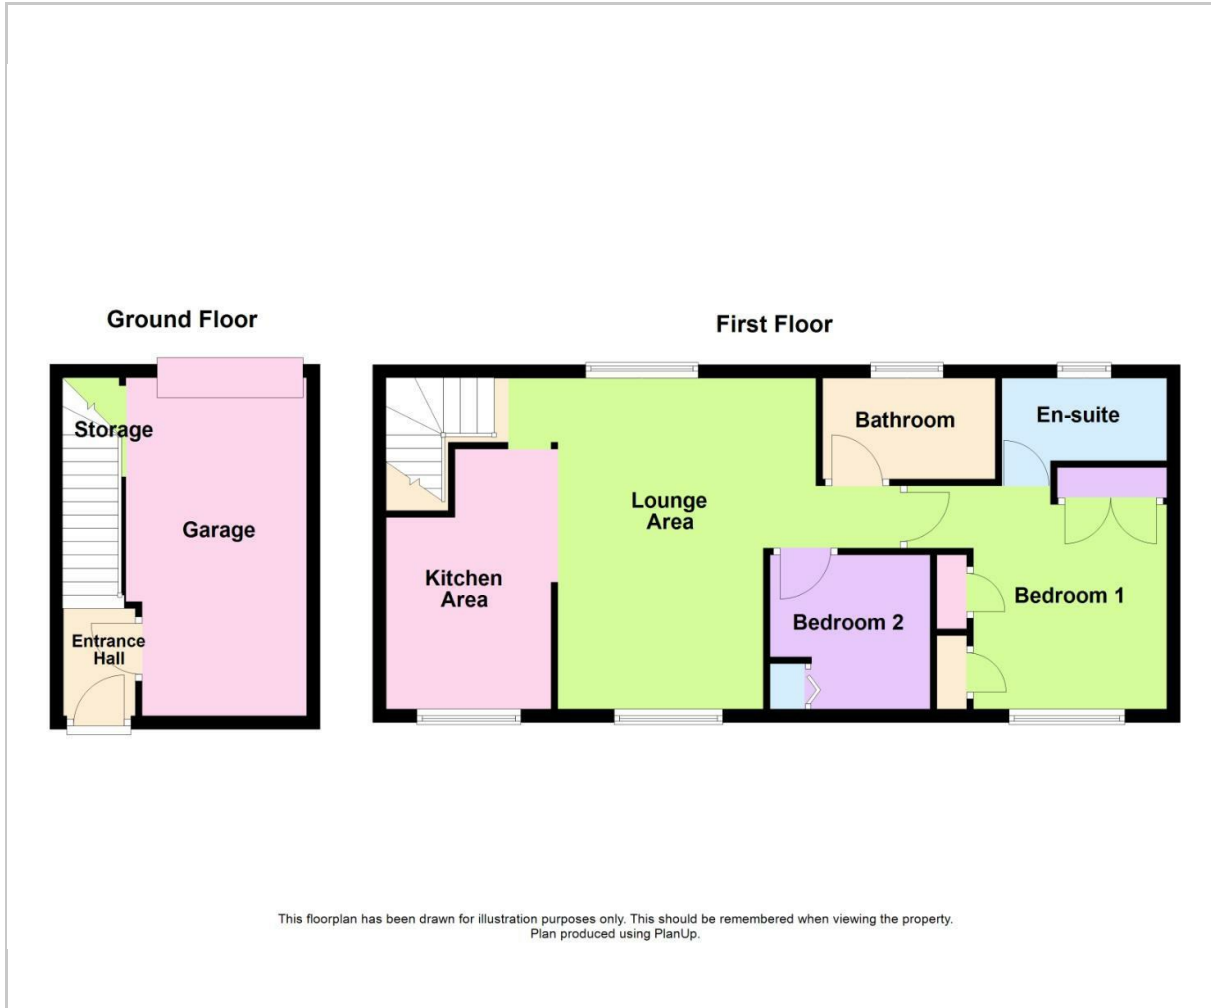 Ground Floor
First Floor
Storage
Garage
Entrance
Hall
Kitchen
Area
Lounge
Area
Bathroom
En-suite
Bedroom 2
Bedroom 1
This floorplan has been drawn for illustration purposes only. This should be remembered when viewing the property.
Plan produced using PlanUp.